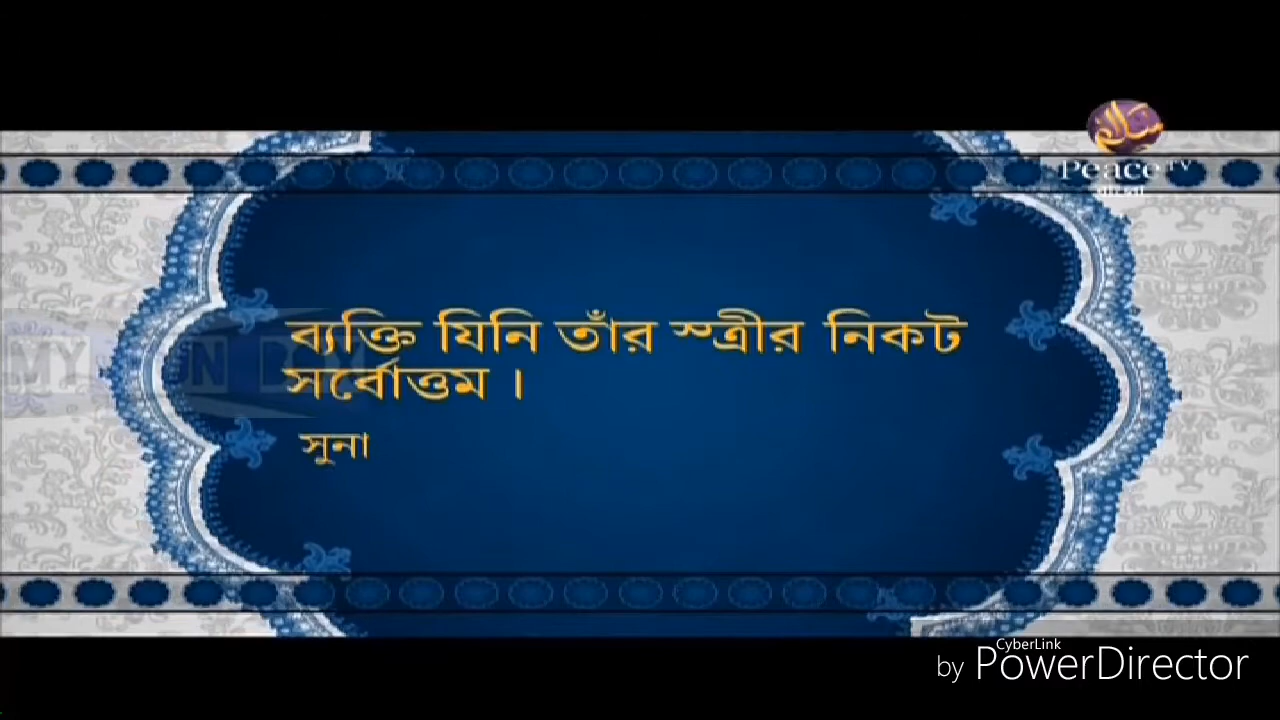 Peace TV
বাংলা
ব্যক্তি যিনি তাঁর স্ত্রীর নিকট
সর্বোত্তম ।
সুনা
CyberLink
by PowerDirector